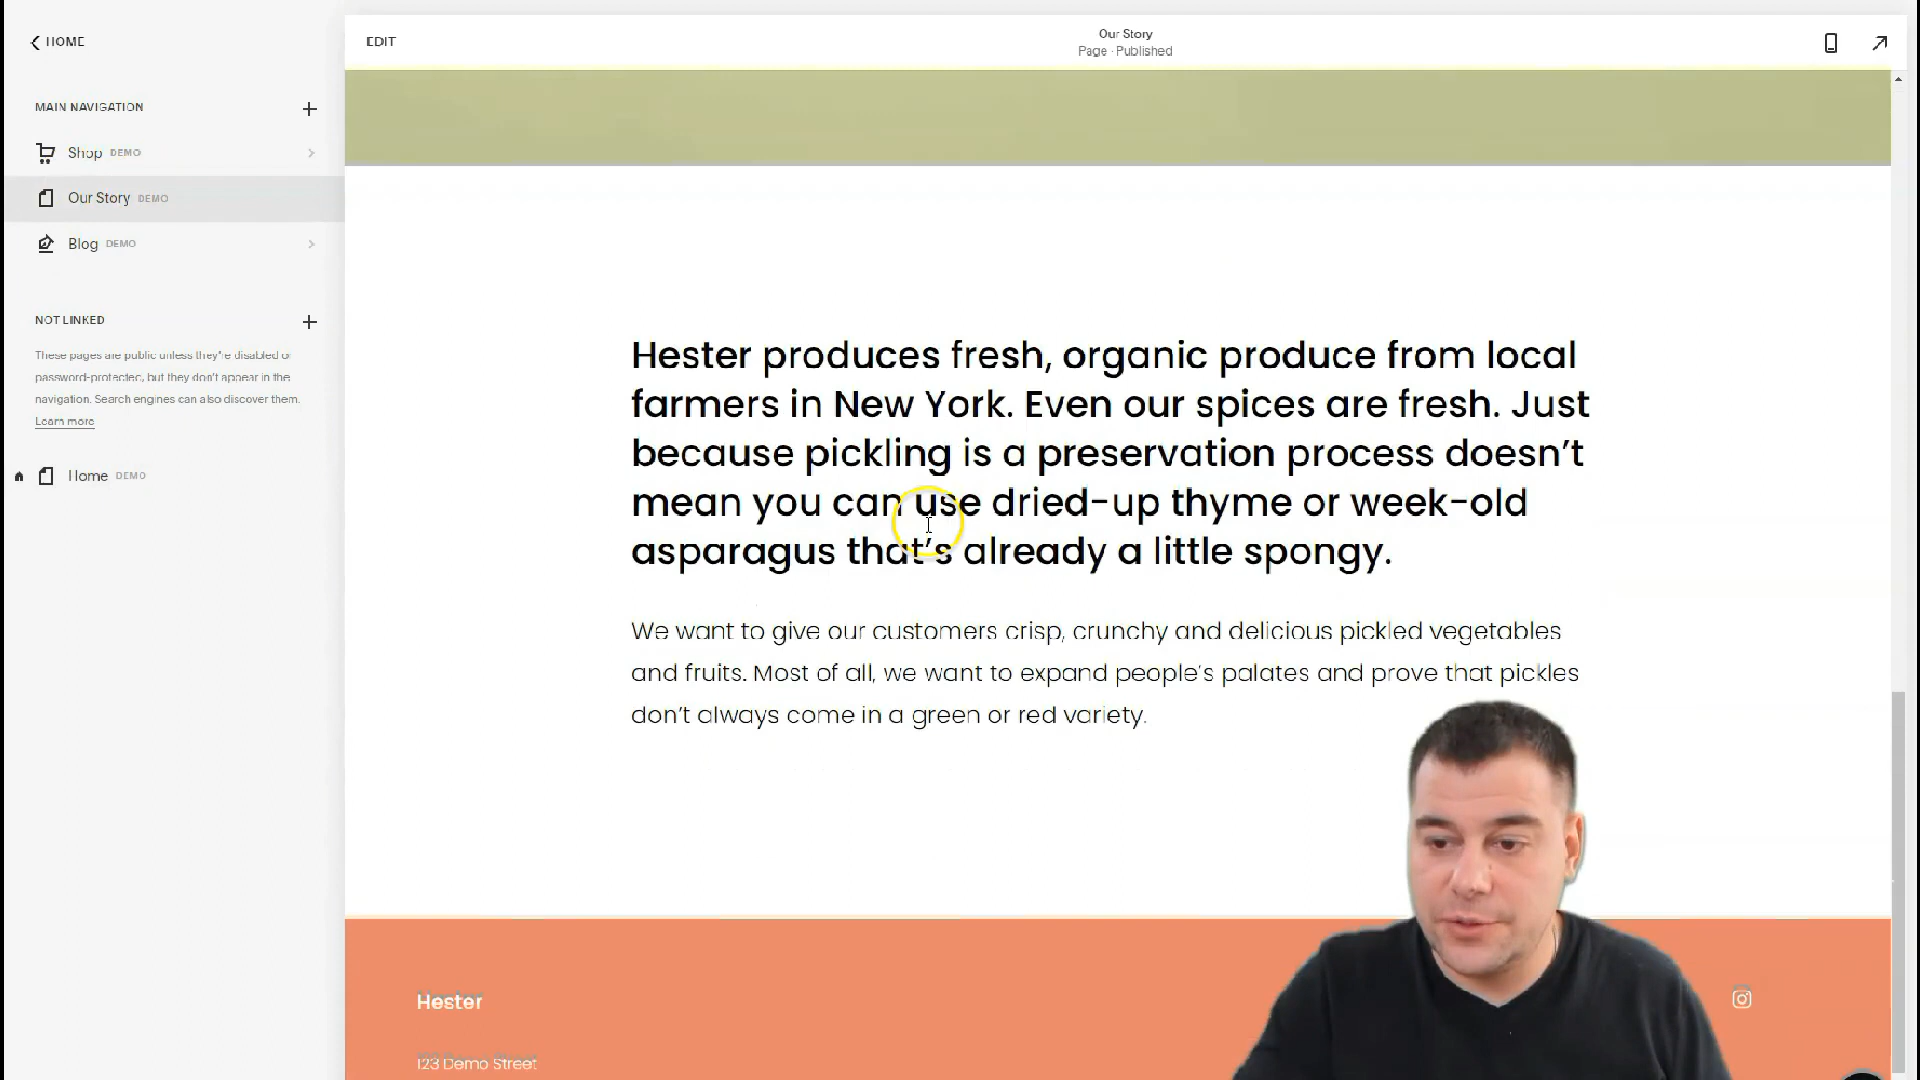 HOME
EDIT
Our Story
Page · Published
MAIN NAVIGATION
Shop DEMO
Our Story DEMO
Blog DEMO
NOT LINKED
These pages are public unless they're disabled or
password-protected, but they don't appear in the
navigation. Search engines can also discover them.
Learn more
Home DEMO
Hester produces fresh, organic produce from local
farmers in New York. Even our spices are fresh. Just
because pickling is a preservation process doesn't
mean you can use dried-up thyme or week-old
asparagus that's already a little spongy.
We want to give our customers crisp, crunchy and delicious pickled vegetables
and fruits. Most of all, we want to expand people's palates and prove that pickles
don't always come in a green or red variety.
Hester
123 Demo Street